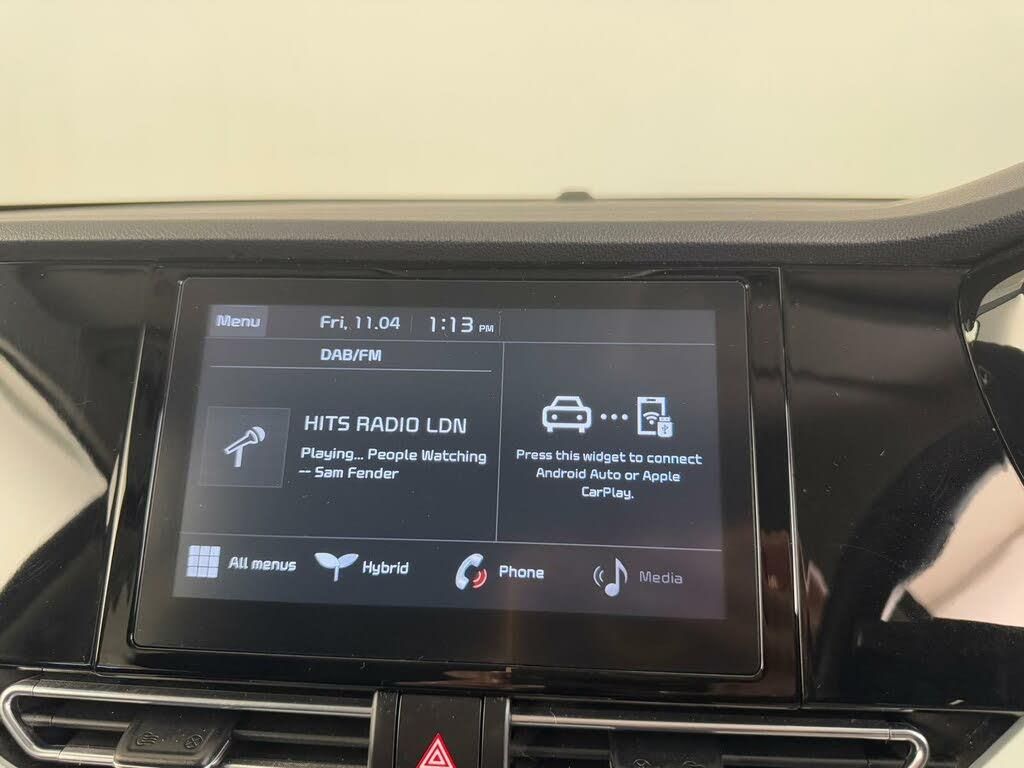 Menu
Fri, 11.04
1:13 PM
DAB/FM
HITS RADIO LDN
Playing... People Watching
-- Sam Fender
Press this widget to connect
Android Auto or Apple
CarPlay.
All menus
Hybrid
Phone
Media